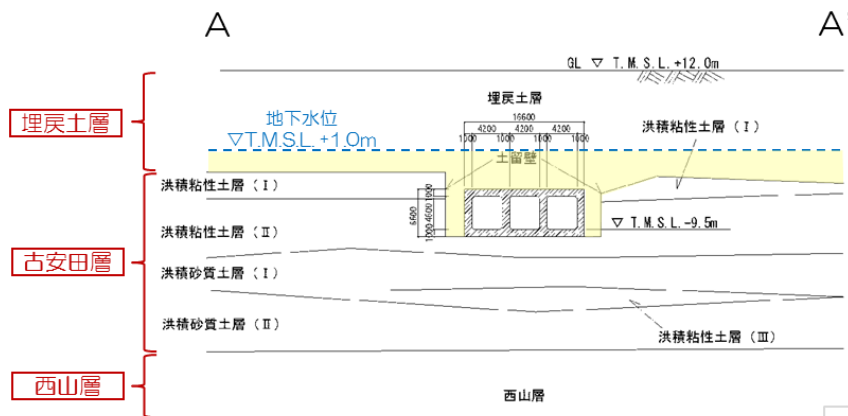 A
A'
GL ▽ T.M.S.L.+12.0m
埋戻土層
埋戻土層
16600
4200
4200
4200
1000
1000
1000
1000
地下水位
▽T.M.S.L.+1.0m
洪積粘性土層(Ⅰ)
土留壁
洪積粘性土層(Ⅰ)
1000
4600
1000
6600
▽ T.M.S.L.-9.5m
洪積粘性土層(Ⅱ)
古安田層
洪積砂質土層(Ⅰ)
洪積砂質土層(Ⅱ)
洪積粘性土層(Ⅲ)
西山層
西山層